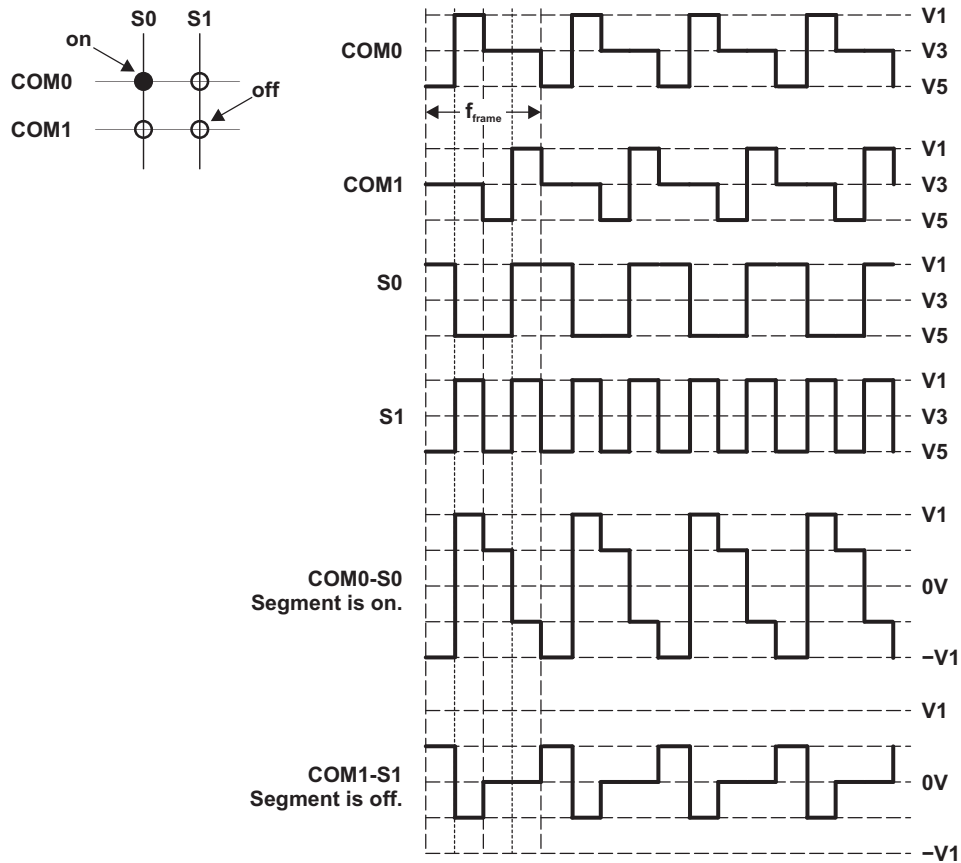 S0 S1
on
COM0
off
COM1
COM0
V1
V3
V5
fframe
COM1
V1
V3
V5
S0
V1
V3
V5
S1
V1
V3
V5
COM0-S0
Segment is on.
V1
0V
−V1
COM1-S1
Segment is off.
V1
0V
−V1